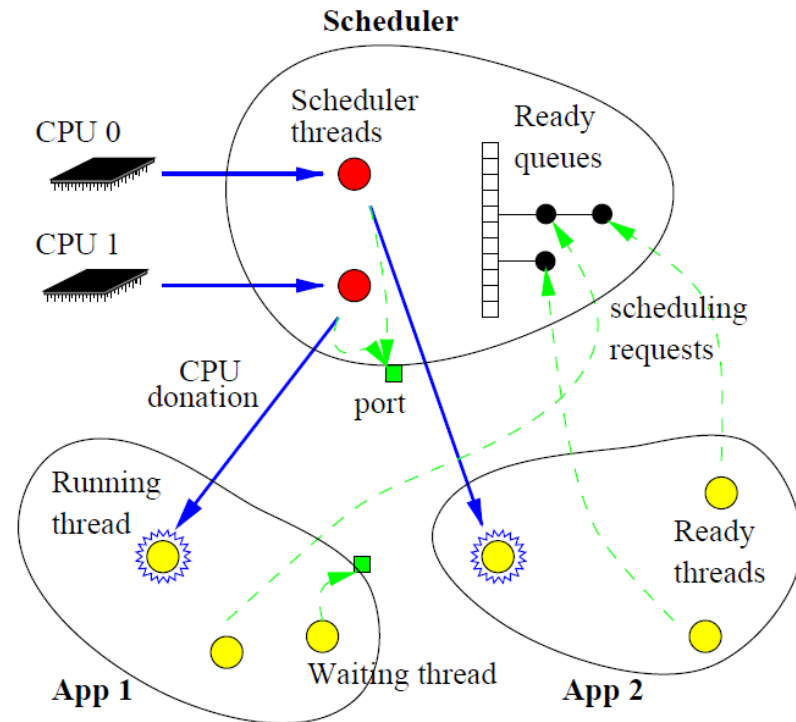 Scheduler
CPU 0
Scheduler
threads
Ready
queues
CPU 1
scheduling
requests
CPU
donation
port
Running
thread
Ready
threads
Waiting thread
App 1
App 2